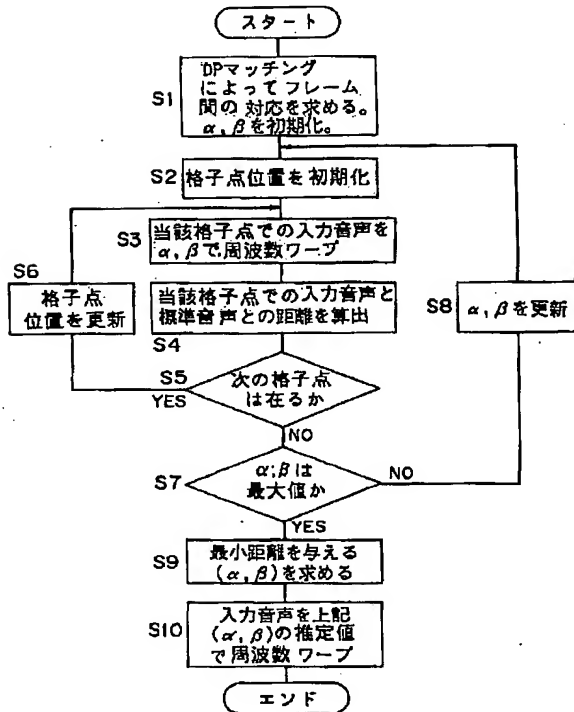 スタート
S1
DPマッチング
によってフレーム
間の対応を求める。
α,βを初期化。
S2
格子点位置を初期化
S3
当該格子点での入力音声を
α,βで周波数ワープ
S6
格子点
位置を更新
当該格子点での入力音声と
標準音声との距離を算出
S4
S8
α,βを更新
S5
次の格子点
は在るか
YES
NO
S7
α;βは
最大値か
NO
YES
S9
最小距離を与える
(α,β)を求める
S10
入力音声を上記
(α,β)の推定値
で周波数ワープ
エンド